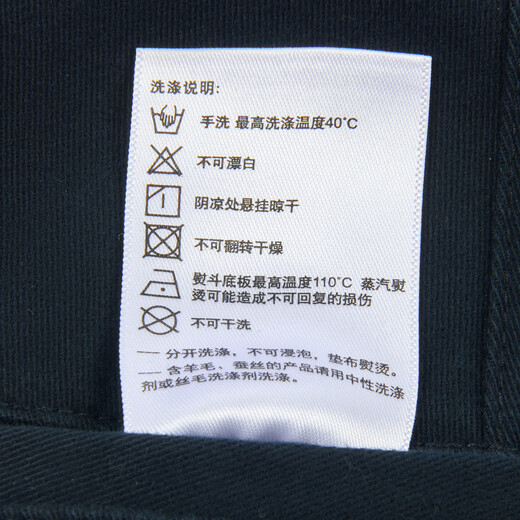 洗涤说明:
手洗 最高洗涤温度40°C
不可漂白
阴凉处悬挂晾干
不可翻转干燥
熨斗底板最高温度110°C 蒸汽熨
烫可能造成不可回复的损伤
不可干洗
---- 分开洗涤，不可浸泡，垫布熨烫。
---- 含羊毛、蚕丝的产品请用中性洗涤
剂或丝毛洗涤剂洗涤。